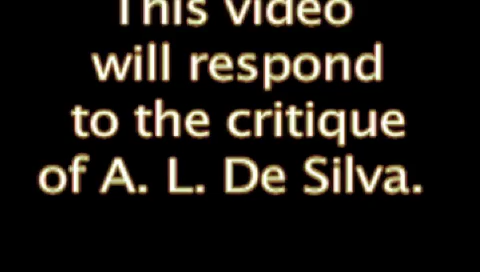 This video
will respond
to the critique
of A. L. De Silva.